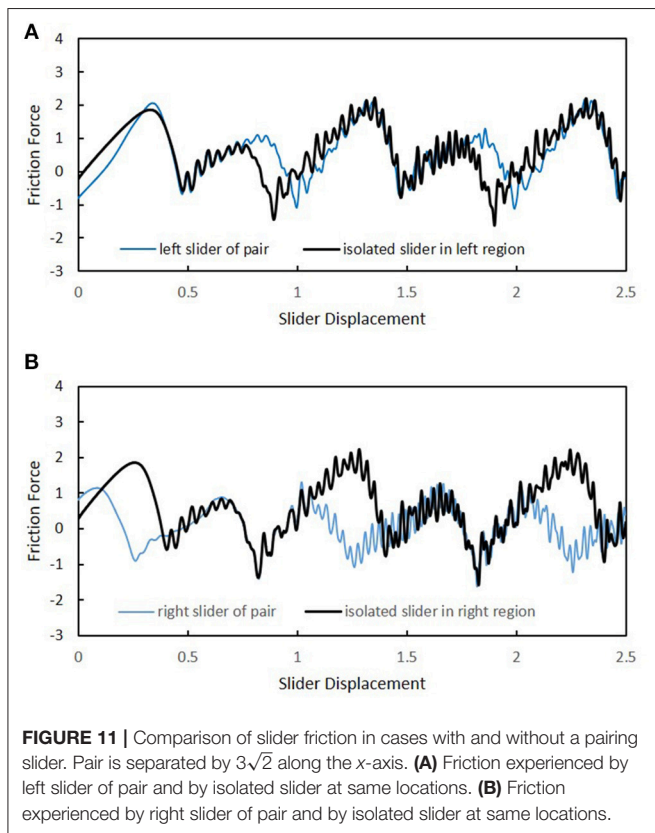 A
4
3
2
1
0
-1
-2
-3
Friction Force
left slider of pair
isolated slider in left region
0 0.5 1 1.5 2 2.5
Slider Displacement
B
4
3
2
1
0
-1
-2
-3
Friction Force
right slider of pair
isolated slider in right region
0 0.5 1 1.5 2 2.5
Slider Displacement
FIGURE 11 | Comparison of slider friction in cases with and without a pairing
slider. Pair is separated by 3√2 along the x-axis. (A) Friction experienced by
left slider of pair and by isolated slider at same locations. (B) Friction
experienced by right slider of pair and by isolated slider at same locations.